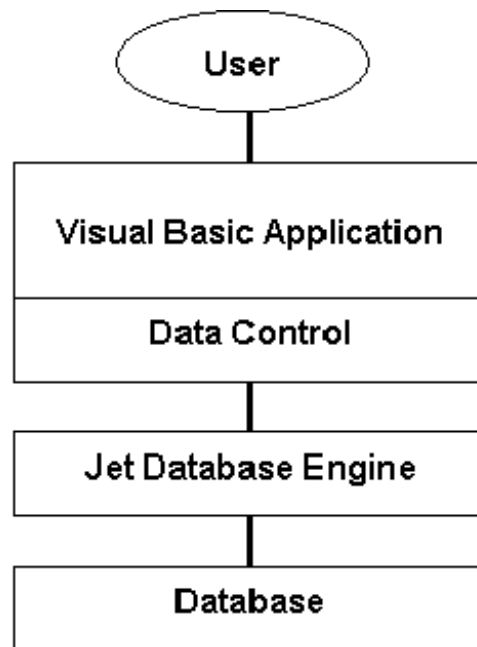 User
Visual Basic Application
Data Control
Jet Database Engine
Database